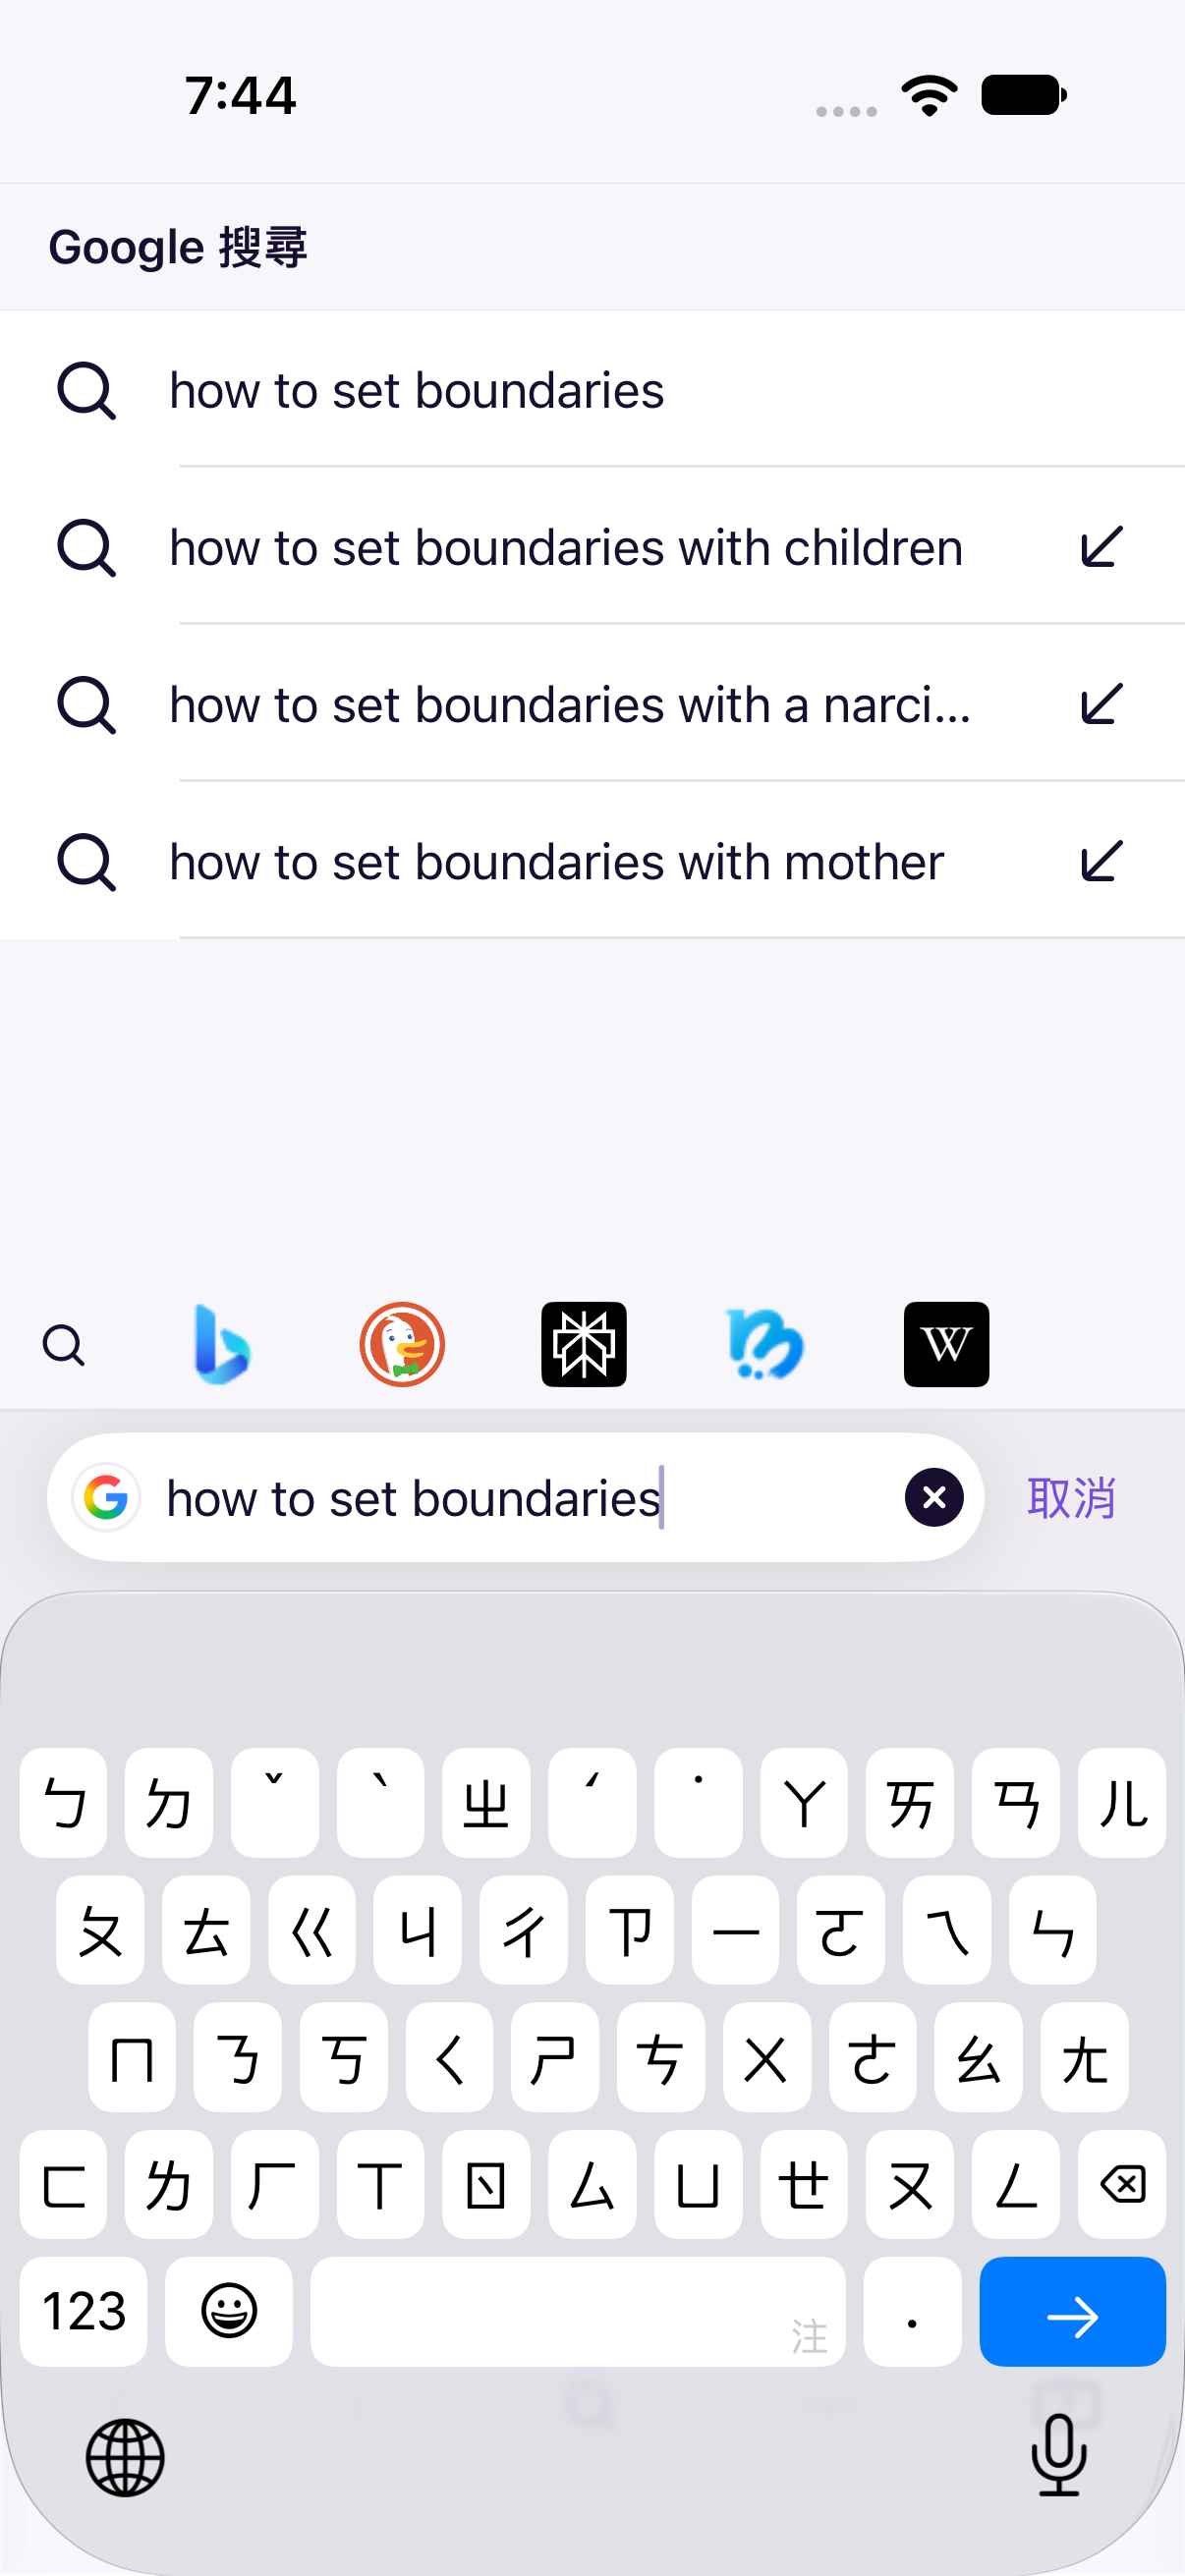 7:44
Google 搜尋
how to set boundaries
how to set boundaries with children
how to set boundaries with a narci...
how to set boundaries with mother
W
how to set boundaries
取消
ㄅ ㄉ ˇ ˋ ㄓ ˊ ˙ ㄚ ㄞ ㄢ ㄦ
ㄆ ㄊ ㄍ ㄐ ㄔ ㄗ ㄧ ㄛ ㄟ ㄣ
ㄇ ㄋ ㄎ ㄑ ㄕ ㄘ ㄨ ㄜ ㄠ ㄤ
ㄈ ㄌ ㄏ ㄒ ㄖ ㄙ ㄩ ㄝ ㄡ ㄥ
123 注 .